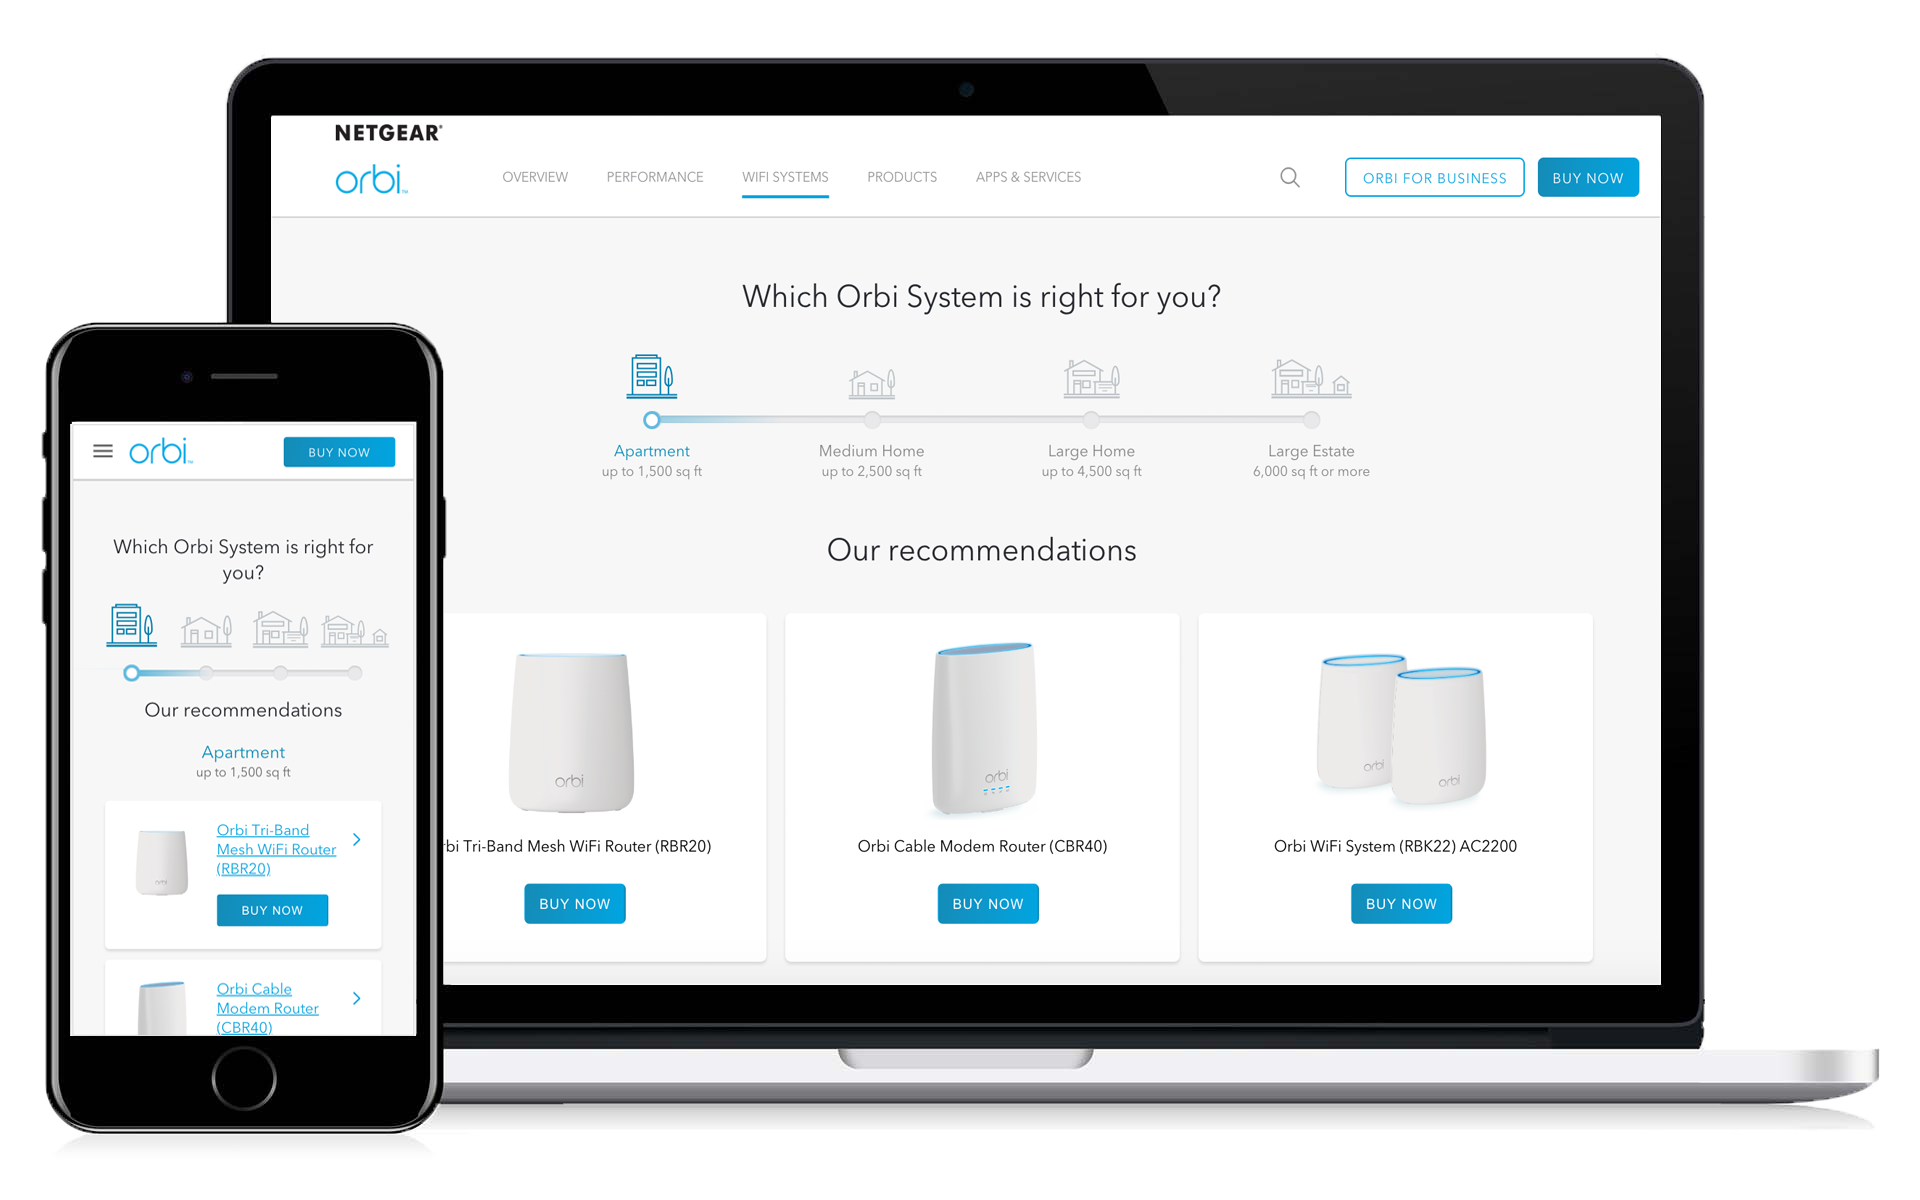 NETGEAR®
orbi™
OVERVIEW
PERFORMANCE
WIFI SYSTEMS
PRODUCTS
APPS & SERVICES
ORBI FOR BUSINESS
BUY NOW
Which Orbi System is right for you?
Apartment
up to 1,500 sq ft
Medium Home
up to 2,500 sq ft
Large Home
up to 4,500 sq ft
Large Estate
6,000 sq ft or more
Our recommendations
orbi
rbi Tri-Band Mesh WiFi Router (RBR20)
BUY NOW
orbi
Orbi Cable Modem Router (CBR40)
BUY NOW
orbi
orbi
Orbi WiFi System (RBK22) AC2200
BUY NOW
orbi™
BUY NOW
Which Orbi System is right for
you?
Our recommendations
Apartment
up to 1,500 sq ft
orbi
Orbi Tri-Band
Mesh WiFi Router
(RBR20)
BUY NOW
Orbi Cable
Modem Router
(CBR40)